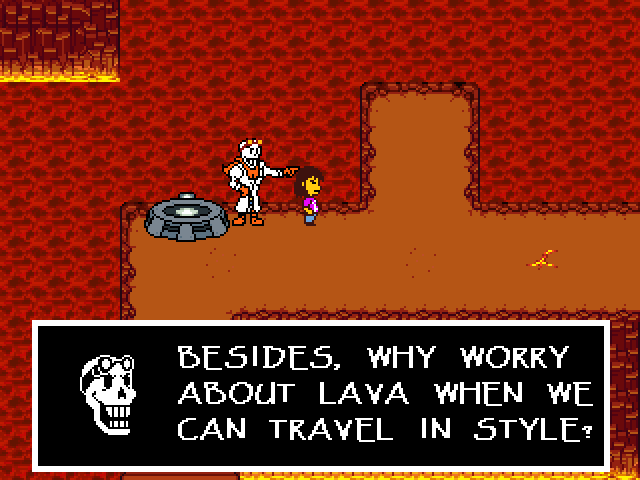 BESIDES, WHY WORRY
ABOUT LAVA WHEN WE
CAN TRAVEL IN STYLE?